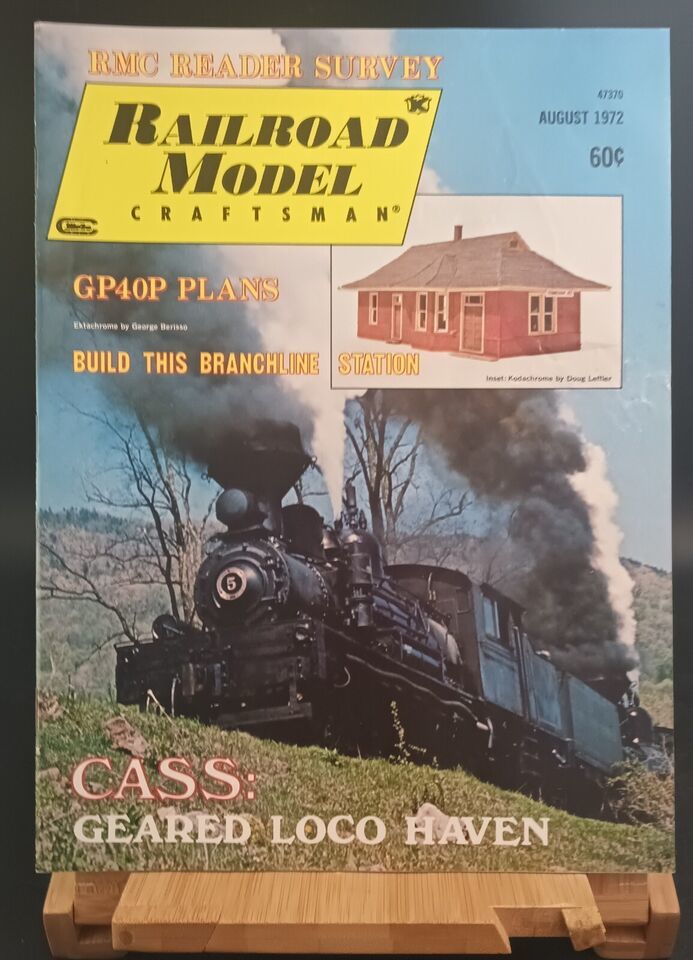 RMC READER SURVEY
RAILROAD
MODEL
CRAFTSMAN®
47370
AUGUST 1972
60¢
GP40P PLANS
Ektachrome by George Berisso
BUILD THIS BRANCHLINE STATION
Inset: Kodachrome by Doug Leffler
5
CASS:
GEARED LOCO HAVEN